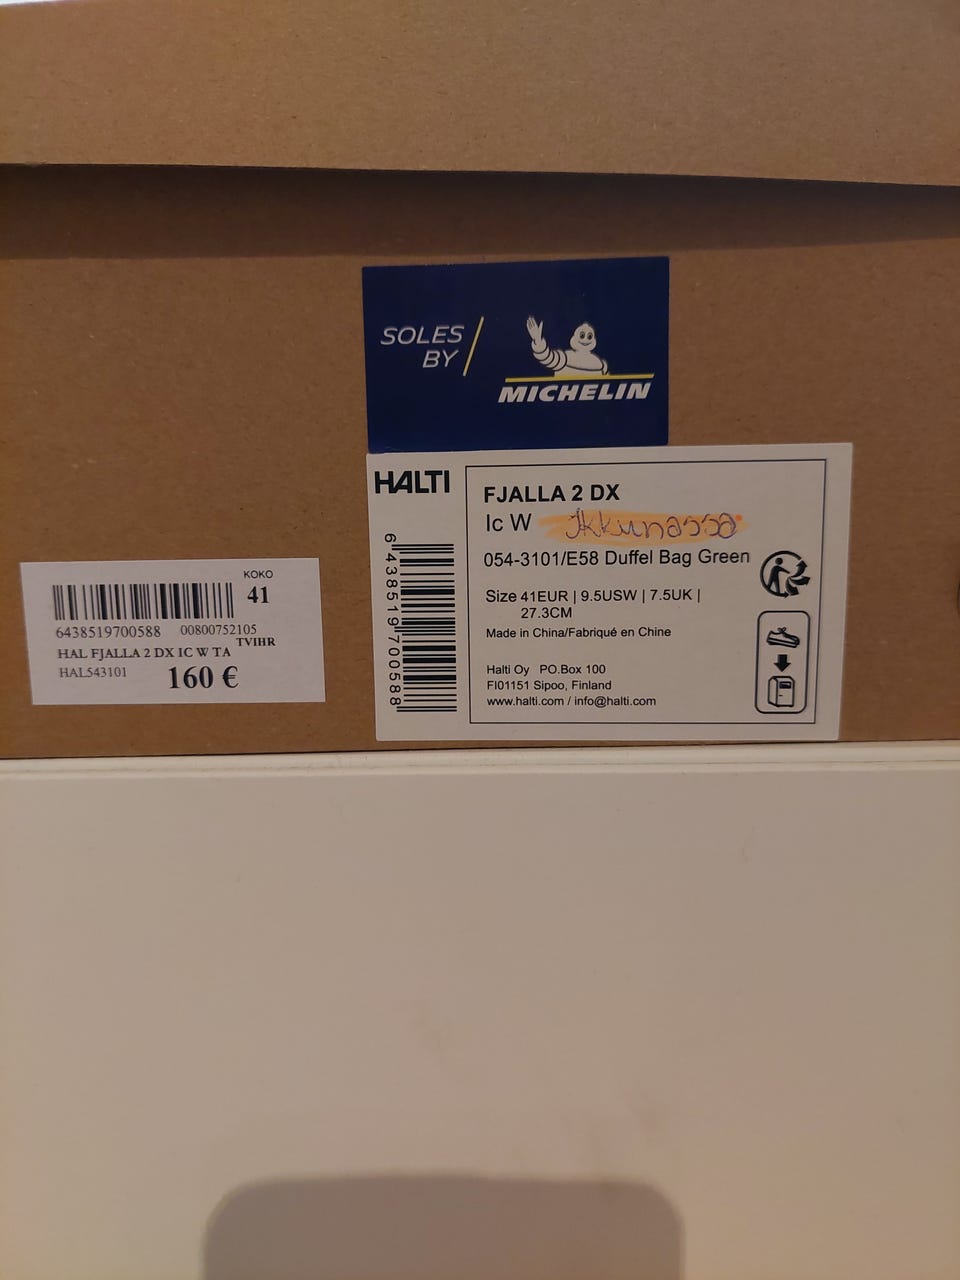 SOLES
BY
MICHELIN
HALTI
FJALLA 2 DX
Ic W Ikkunassa
054-3101/E58 Duffel Bag Green
Size 41EUR | 9.5USW | 7.5UK |
27.3CM
Made in China/Fabriqué en Chine
Halti Oy PO.Box 100
FI01151 Sipoo, Finland
www.halti.com / info@halti.com
6438519700588
KOKO
41
6438519700588 00800752105
TVIHR
HAL FJALLA 2 DX IC W TA
HAL543101
160 €